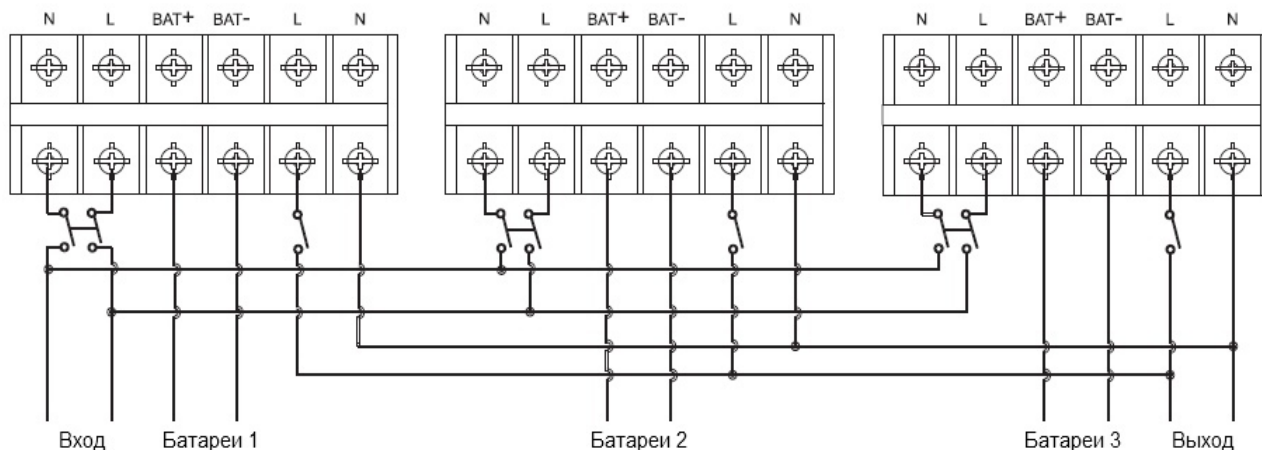 N L BAT+ BAT- L N N L BAT+ BAT- L N N L BAT+ BAT- L N
Вход Батареи 1 Батареи 2 Батареи 3 Выход